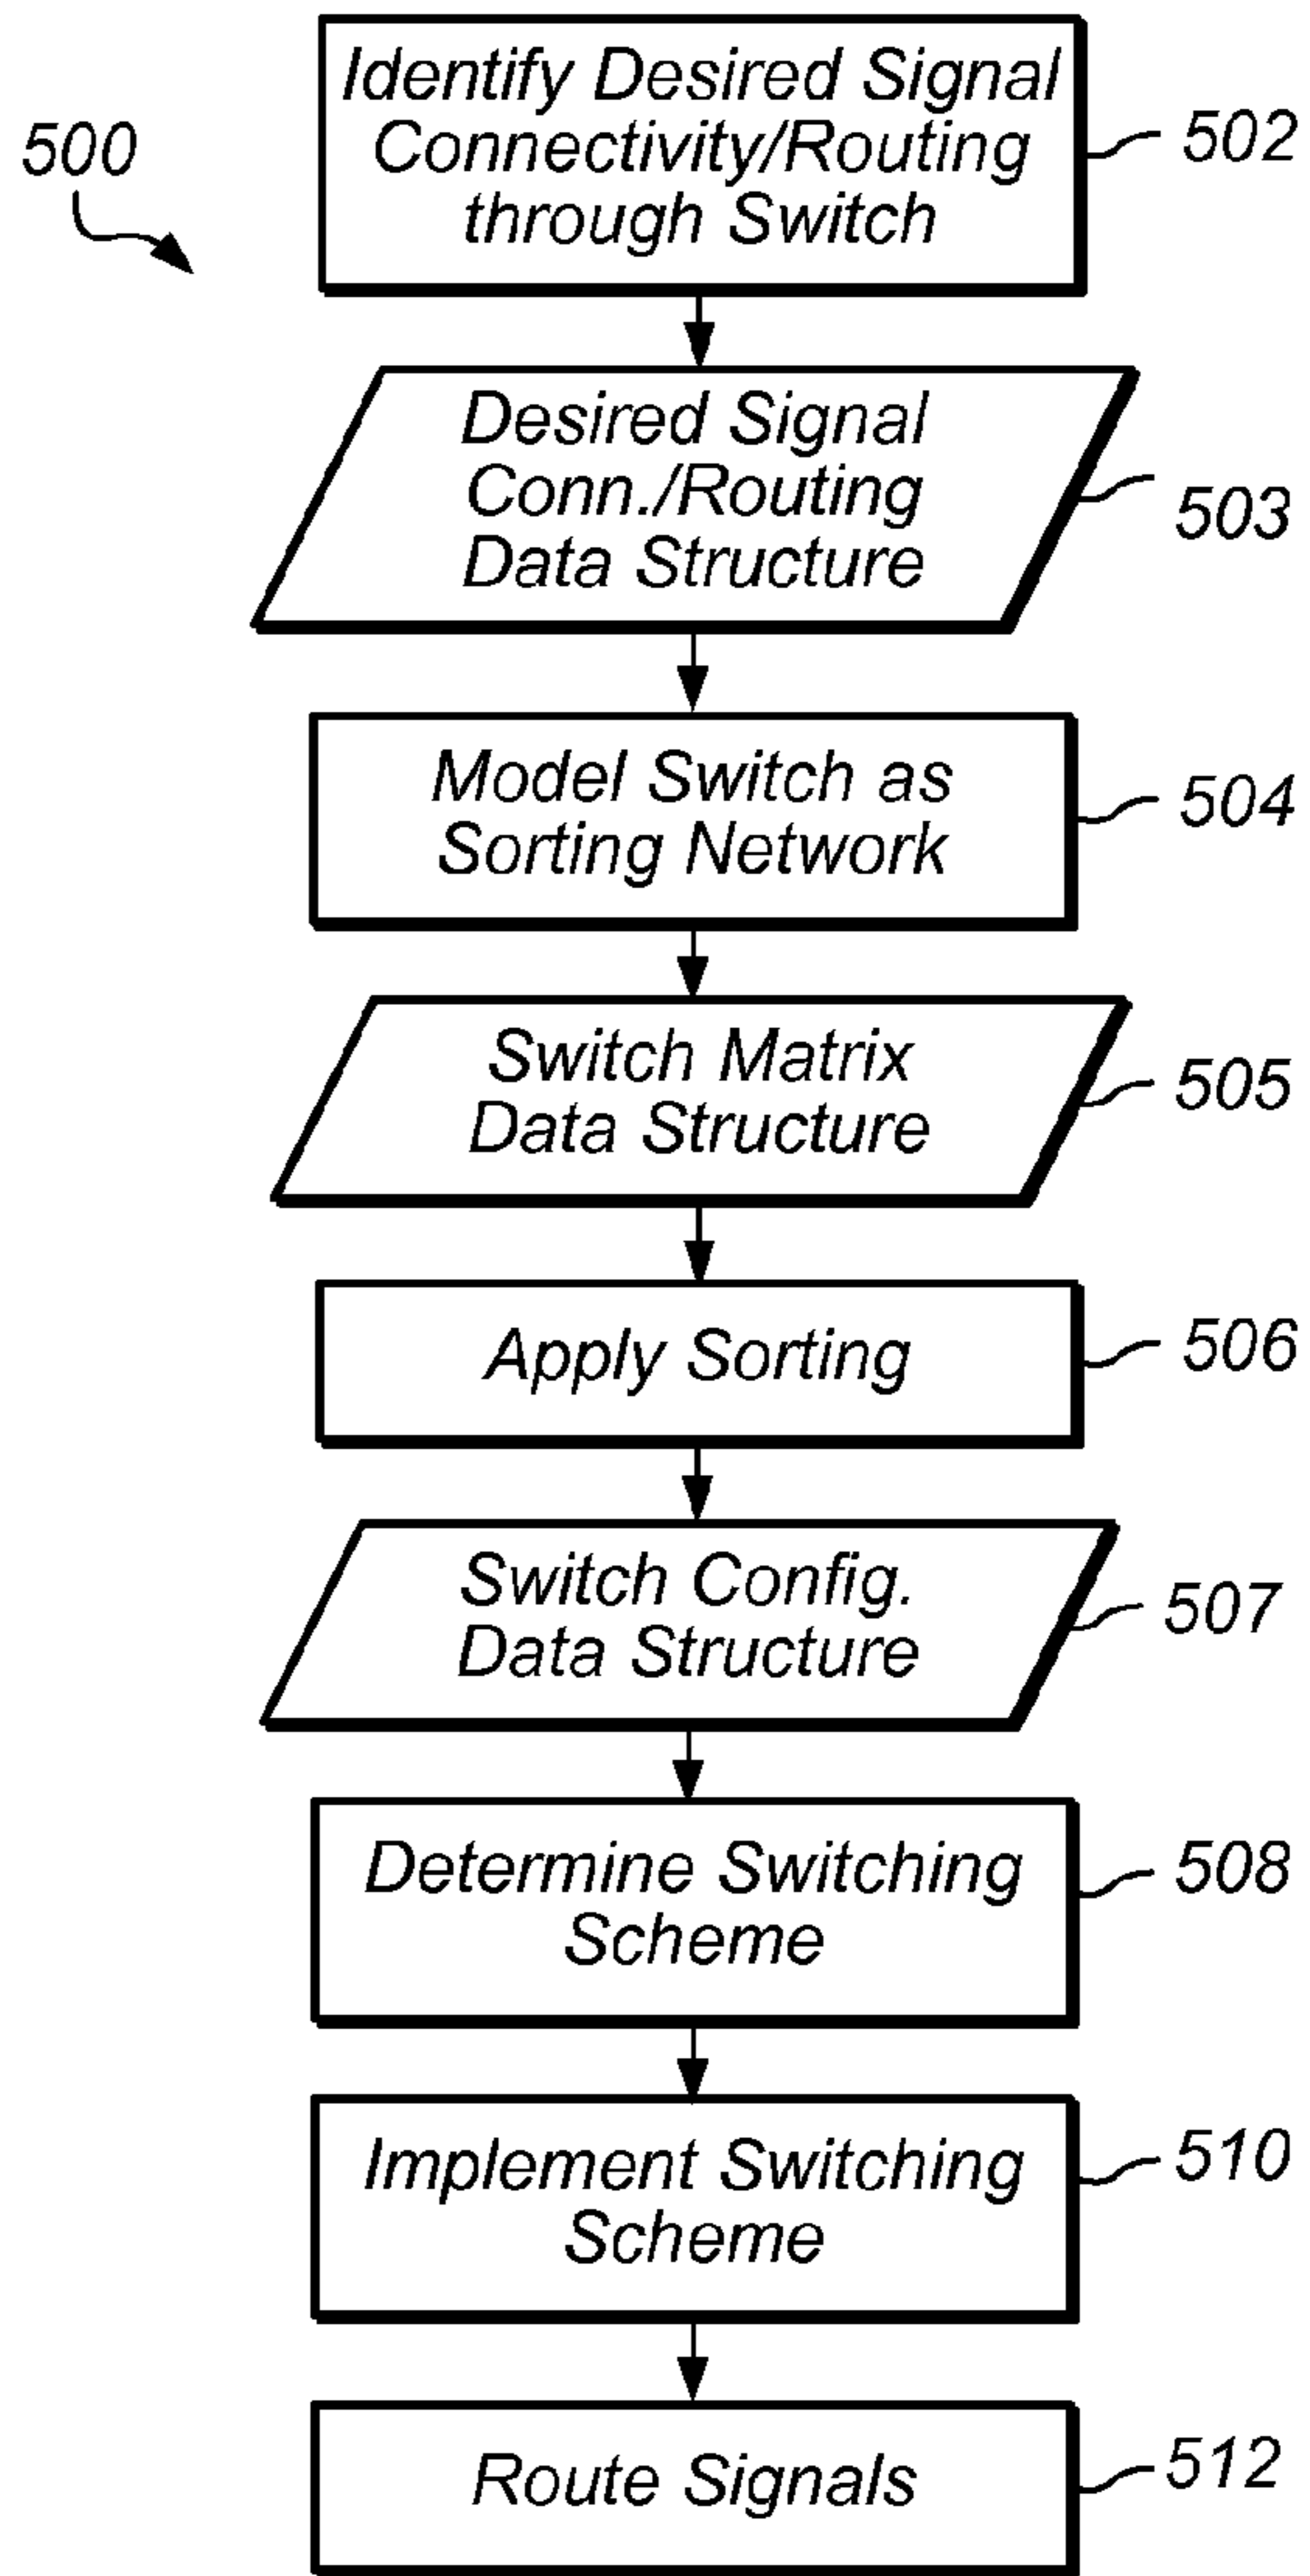 500
Identify Desired Signal
Connectivity/Routing
through Switch
502
Desired Signal
Conn./Routing
Data Structure
503
Model Switch as
Sorting Network
504
Switch Matrix
Data Structure
505
Apply Sorting
506
Switch Config.
Data Structure
507
Determine Switching
Scheme
508
Implement Switching
Scheme
510
Route Signals
512